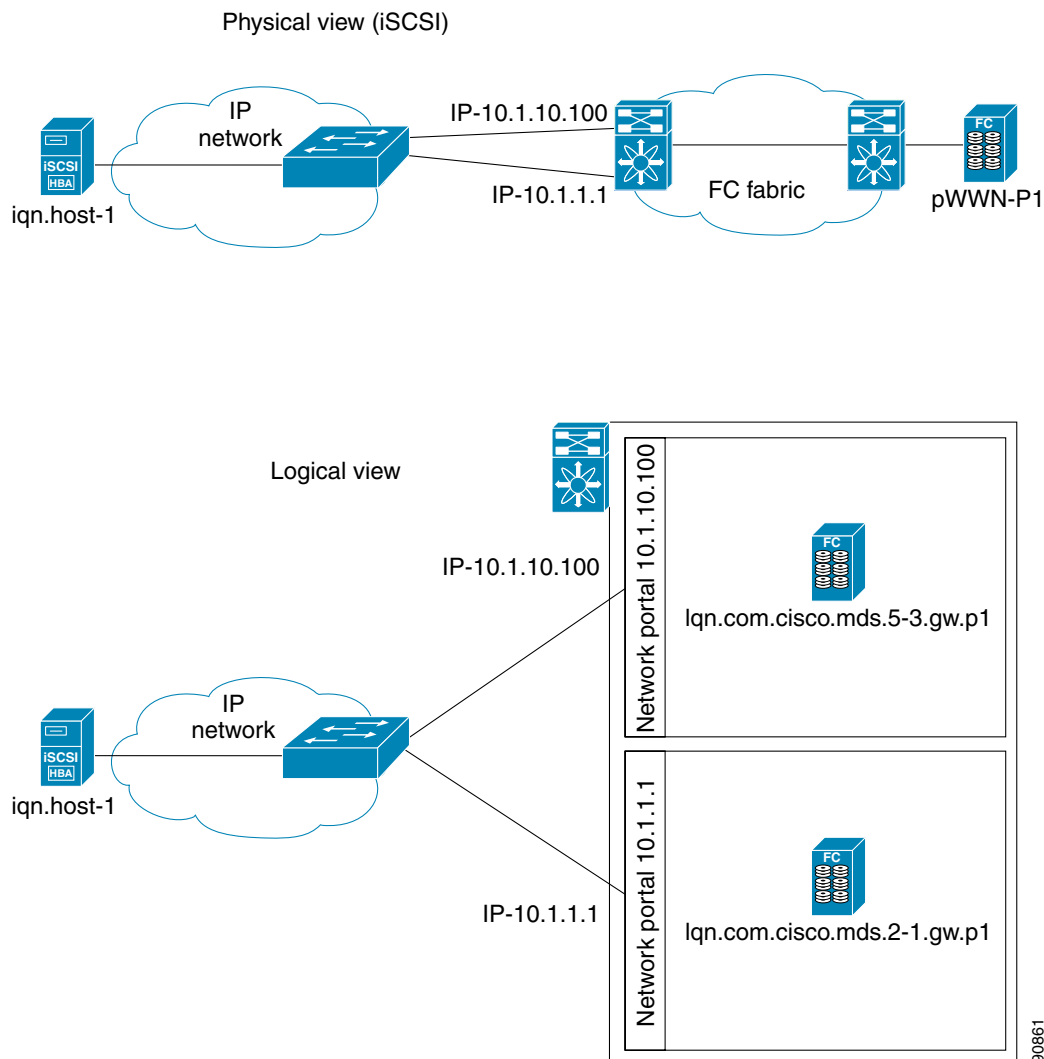 Physical view (iSCSI)
IP
network
IP-10.1.10.100
IP-10.1.1.1
iSCSI
HBA
iqn.host-1
FC fabric
FC
pWWN-P1
Logical view
IP-10.1.10.100
IP
network
iSCSI
HBA
iqn.host-1
IP-10.1.1.1
Network portal 10.1.10.100
FC
lqn.com.cisco.mds.5-3.gw.p1
Network portal 10.1.1.1
FC
lqn.com.cisco.mds.2-1.gw.p1
90861